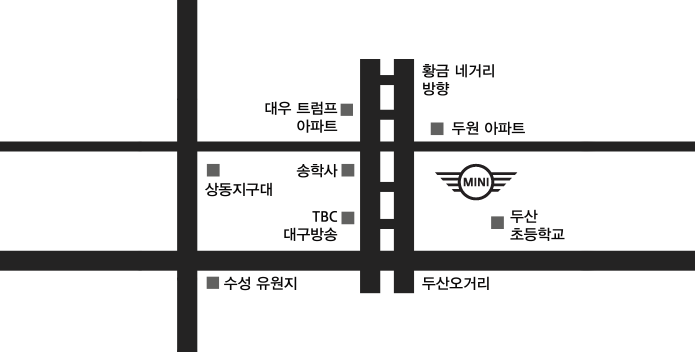 황금 네거리
방향
대우 트럼프
아파트
두원 아파트
송학사
상동지구대
MINI
TBC
대구방송
두산
초등학교
수성 유원지
두산오거리